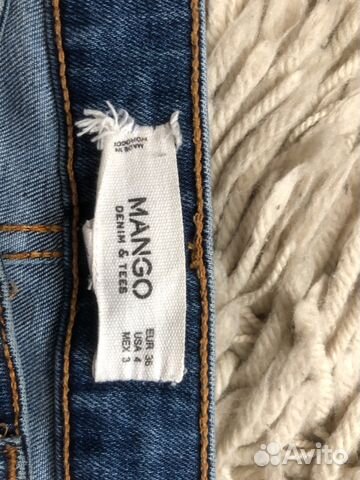 MADE IN
MOROCCO
MANGO
DENIM & TEES
EUR 36
USA 4
MEX 3
Avito